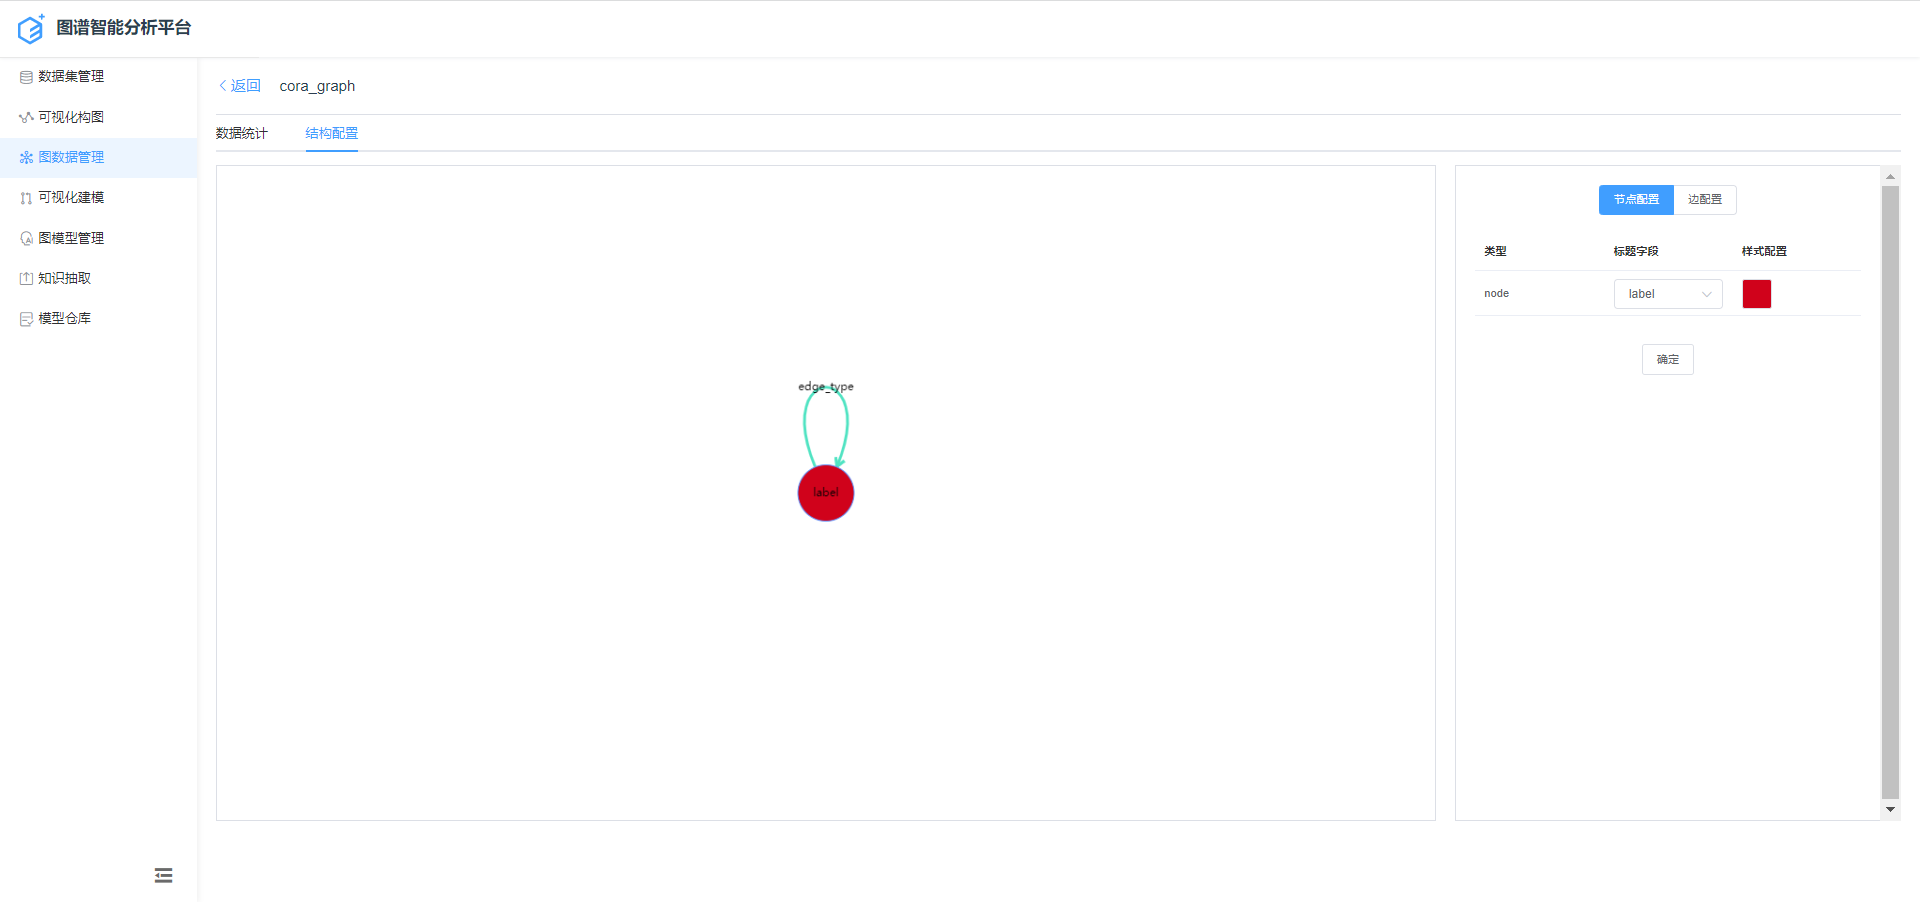 图谱智能分析平台
数据集管理
可视化构图
图数据管理
可视化建模
图模型管理
知识抽取
模型仓库
返回 cora_graph
数据统计 结构配置
edge_type
label
节点配置 边配置
类型 标题字段 样式配置
node label
确定